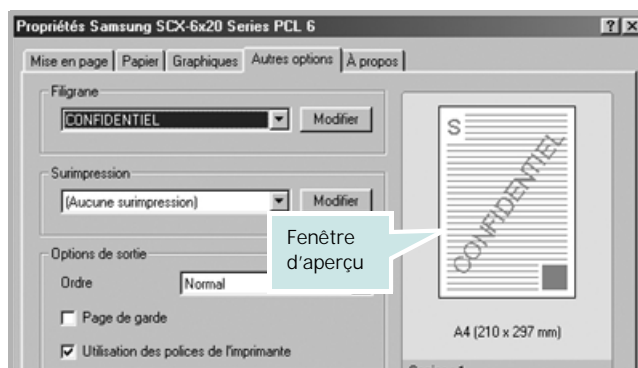 Propriétés Samsung SCX-6x20 Series PCL 6
Mise en page Papier Graphiques Autres options À propos
Filigrane
CONFIDENTIEL Modifier
Surimpression
(Aucune surimpression) Modifier
Options de sortie
Ordre Normal
Page de garde
Utilisation des polices de l'imprimante
Fenêtre
d'aperçu
S
CONFIDENTIEL
A4 (210 x 297 mm)